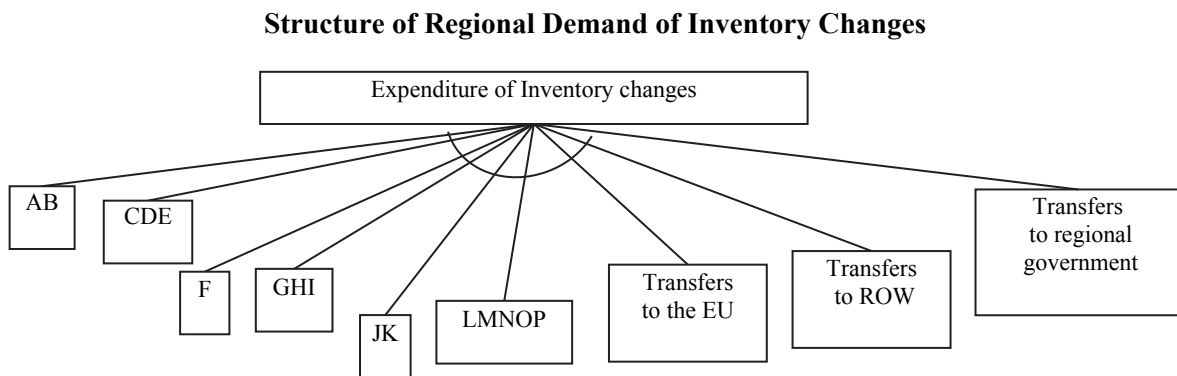 Structure of Regional Demand of Inventory Changes
Expenditure of Inventory changes
AB
CDE
F
GHI
JK
LMNOP
Transfers
to the EU
Transfers
to ROW
Transfers
to regional
government